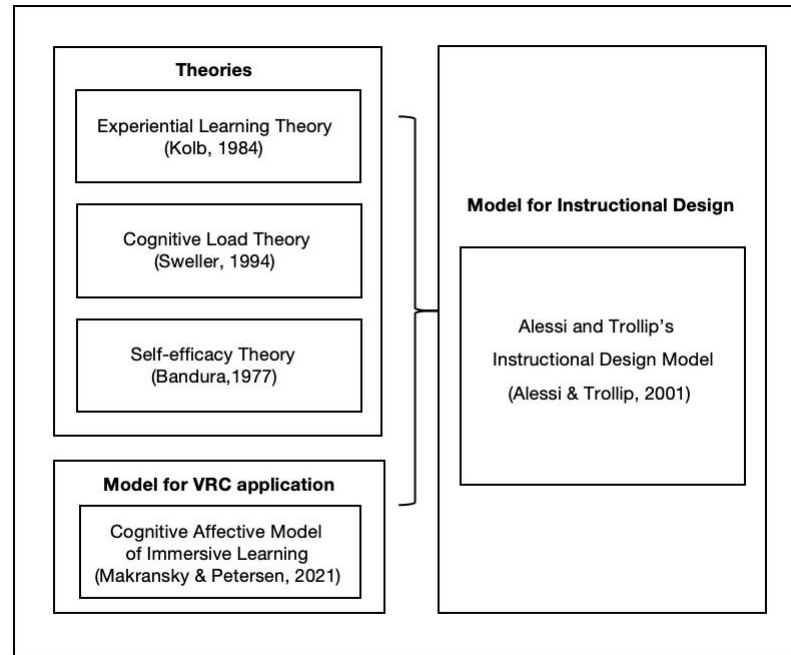 Theories
Experiential Learning Theory
(Kolb, 1984)
Cognitive Load Theory
(Sweller, 1994)
Self-efficacy Theory
(Bandura,1977)
Model for VRC application
Cognitive Affective Model
of Immersive Learning
(Makransky & Petersen, 2021)
Model for Instructional Design
Alessi and Trollip’s
Instructional Design Model
(Alessi & Trollip, 2001)